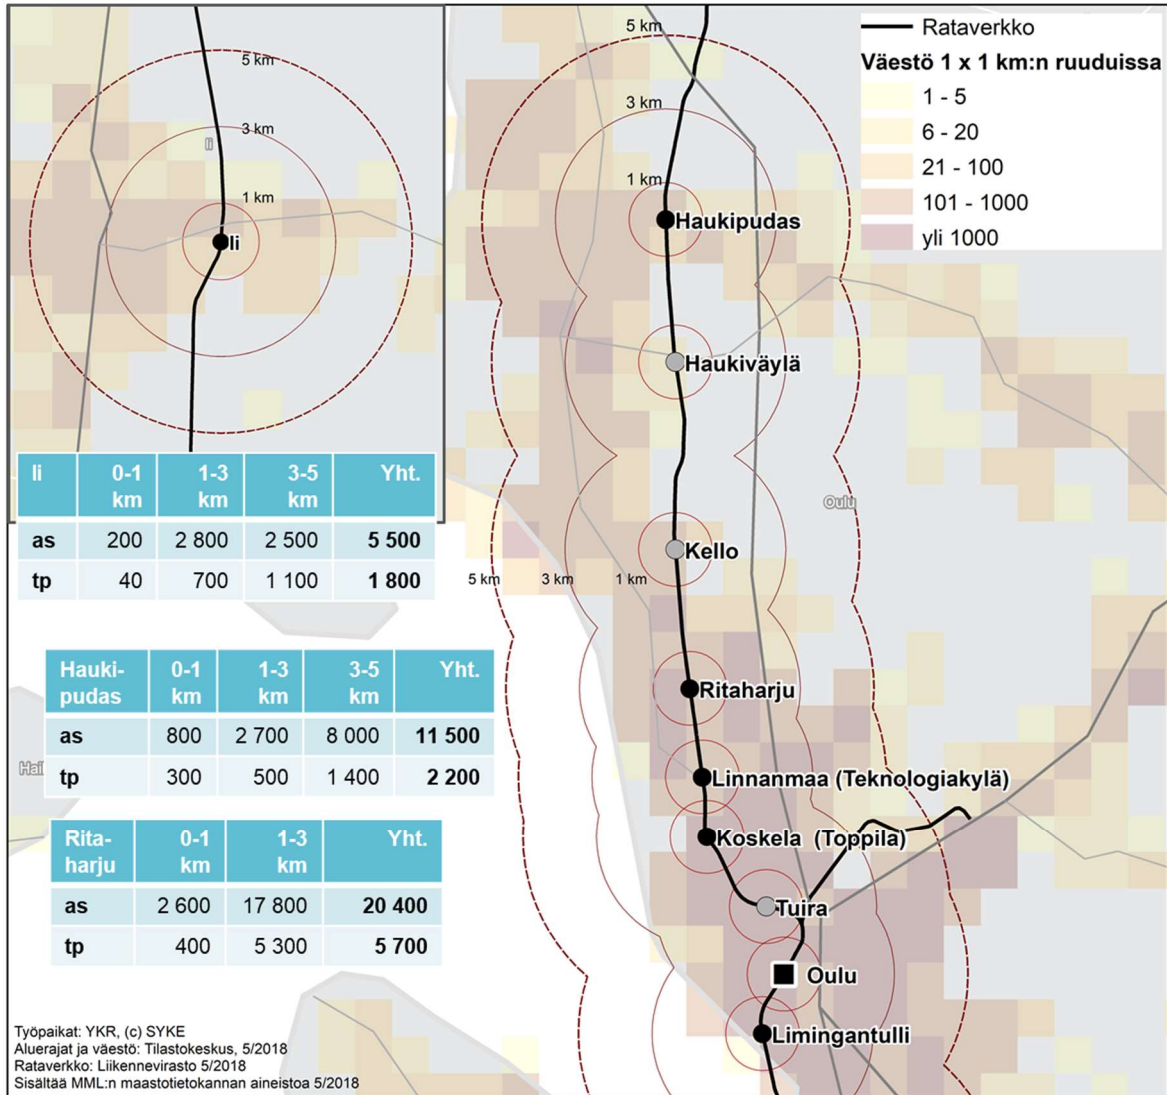 5 km
3 km
Ii
1 km
Ii
5 km
3 km
1 km
Haukipudas
Haukiväylä
Oulu
Kello
5 km 3 km 1 km
Ritaharju
Linnanmaa (Teknologiakylä)
Koskela (Toppila)
Tuira
Oulu
Limingantulli
Rataverkko
Väestö 1 x 1 km:n ruuduissa
1 - 5
6 - 20
21 - 100
101 - 1000
yli 1000
Ii 0-1 km 1-3 km 3-5 km Yht.
as 200 2 800 2 500 5 500
tp 40 700 1 100 1 800
Hauki-
pudas 0-1 km 1-3 km 3-5 km Yht.
as 800 2 700 8 000 11 500
tp 300 500 1 400 2 200
Hail
Rita-
harju 0-1 km 1-3 km Yht.
as 2 600 17 800 20 400
tp 400 5 300 5 700
Työpaikat: YKR, (c) SYKE
Aluerajat ja väestö: Tilastokeskus, 5/2018
Rataverkko: Liikennevirasto 5/2018
Sisältää MML:n maastotietokannan aineistoa 5/2018